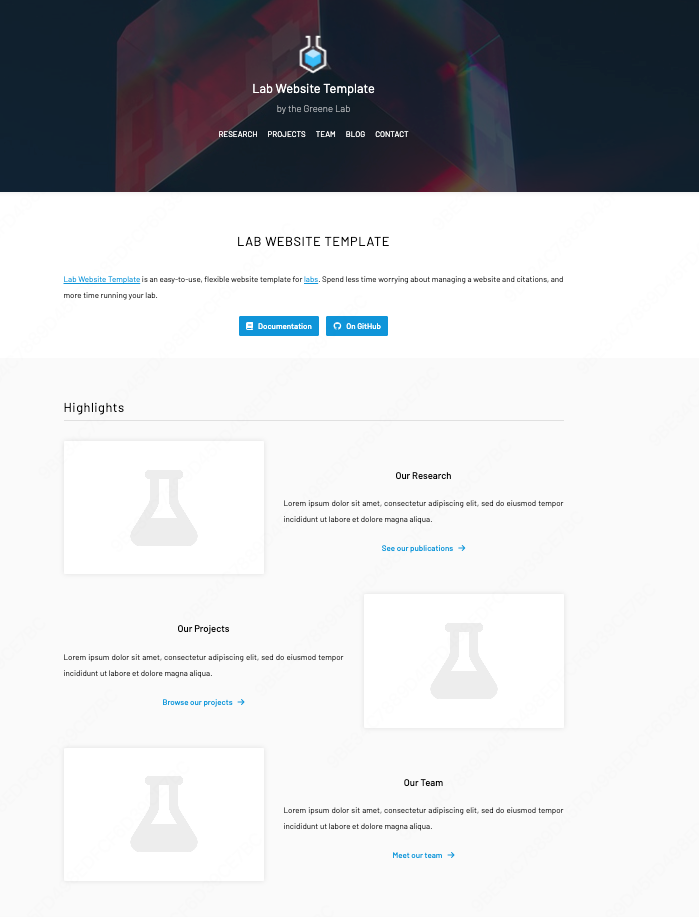 Lab Website Template
by the Greene Lab
RESEARCH PROJECTS TEAM BLOG CONTACT
LAB WEBSITE TEMPLATE
Lab Website Template is an easy-to-use, flexible website template for labs. Spend less time worrying about managing a website and citations, and
more time running your lab.
Documentation On GitHub
Highlights
Our Research
Lorem ipsum dolor sit amet, consectetur adipiscing elit, sed do eiusmod tempor
incididunt ut labore et dolore magna aliqua.
See our publications →
Our Projects
Lorem ipsum dolor sit amet, consectetur adipiscing elit, sed do eiusmod tempor
incididunt ut labore et dolore magna aliqua.
Browse our projects →
Our Team
Lorem ipsum dolor sit amet, consectetur adipiscing elit, sed do eiusmod tempor
incididunt ut labore et dolore magna aliqua.
Meet our team →